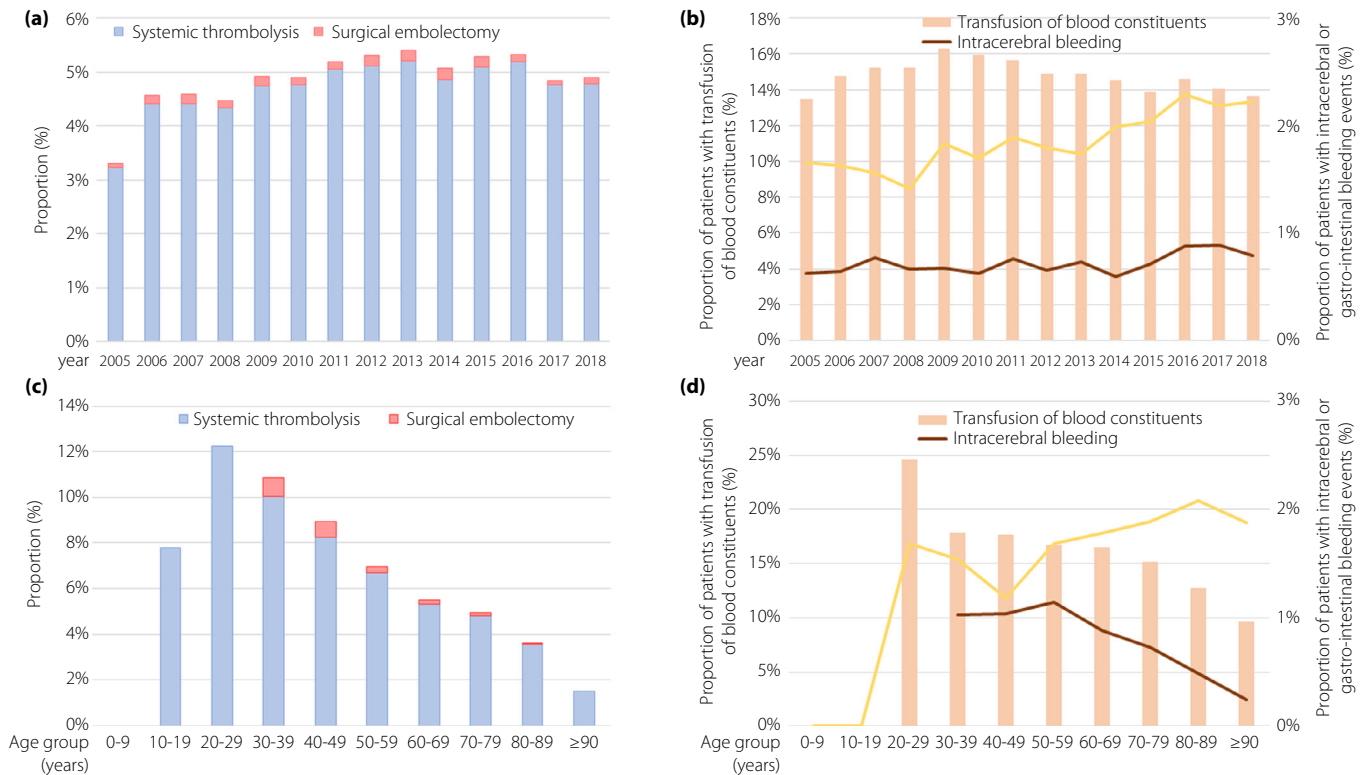 (a)
Systemic thrombolysis
Surgical embolectomy
Proportion (%)
6%
5%
4%
3%
2%
1%
0%
year
2005 2006 2007 2008 2009 2010 2011 2012 2013 2014 2015 2016 2017 2018
(b)
Transfusion of blood constituents
Intracerebral bleeding
Proportion of patients with transfusion
of blood constituents (%)
18%
16%
14%
12%
10%
8%
6%
4%
2%
0%
3%
2%
1%
0%
Proportion of patients with intracerebral or
gastro-intestinal bleeding events (%)
year
2005 2006 2007 2008 2009 2010 2011 2012 2013 2014 2015 2016 2017 2018
(c)
Systemic thrombolysis
Surgical embolectomy
Proportion (%)
14%
12%
10%
8%
6%
4%
2%
0%
Age group
(years)
0-9 10-19 20-29 30-39 40-49 50-59 60-69 70-79 80-89 ≥90
(d)
Transfusion of blood constituents
Intracerebral bleeding
Proportion of patients with transfusion
of blood constituents (%)
30%
25%
20%
15%
10%
5%
0%
3%
2%
1%
0%
Proportion of patients with intracerebral or
gastro-intestinal bleeding events (%)
Age group
(years)
0-9 10-19 20-29 30-39 40-49 50-59 60-69 70-79 80-89 ≥90